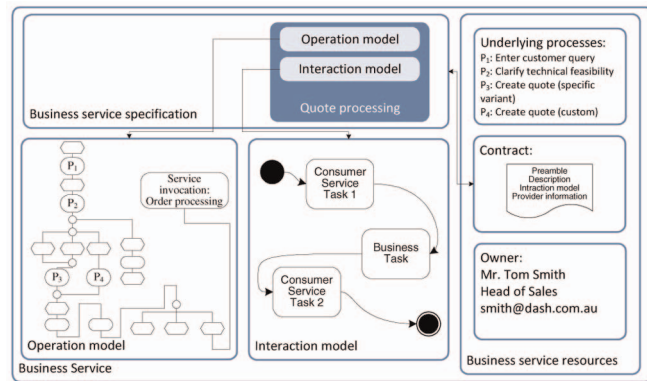 Operation model
Interaction model
Quote processing
Business service specification
Underlying processes:
P1: Enter customer query
P2: Clarify technical feasibility
P3: Create quote (specific
variant)
P4: Create quote (custom)
Contract:
Preamble
Description
Intraction model
Provider information
Owner:
Mr. Tom Smith
Head of Sales
smith@dash.com.au
Business service resources
P1
P2
P3
P4
Service
invocation:
Order processing
Operation model
Consumer
Service
Task 1
Business
Task
Consumer
Service
Task 2
Interaction model
Business Service